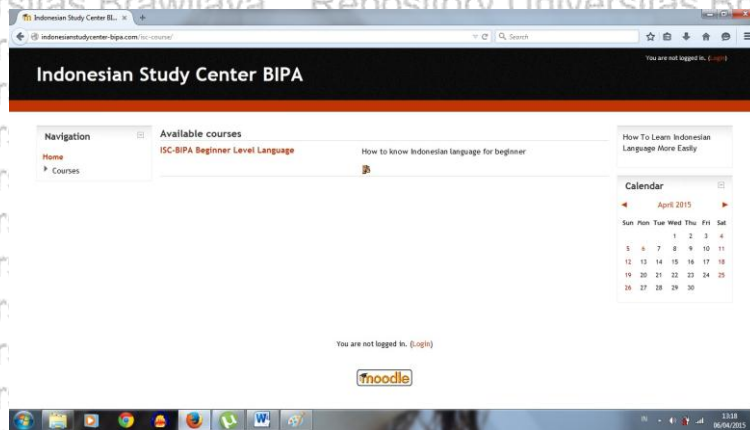 Indonesian Study Center BI...
indonesianstudycenter-bipa.com/isc-course/
Search
You are not logged in. (Login)
Indonesian Study Center BIPA
Navigation
Home
Courses
Available courses
ISC-BIPA Beginner Level Language
How to know Indonesian language for beginner
How To Learn Indonesian
Language More Easily
Calendar
April 2015
Sun Mon Tue Wed Thu Fri Sat
1 2 3 4
5 6 7 8 9 10 11
12 13 14 15 16 17 18
19 20 21 22 23 24 25
26 27 28 29 30
You are not logged in. (Login)
moodle
IN
13:18
06/04/2015